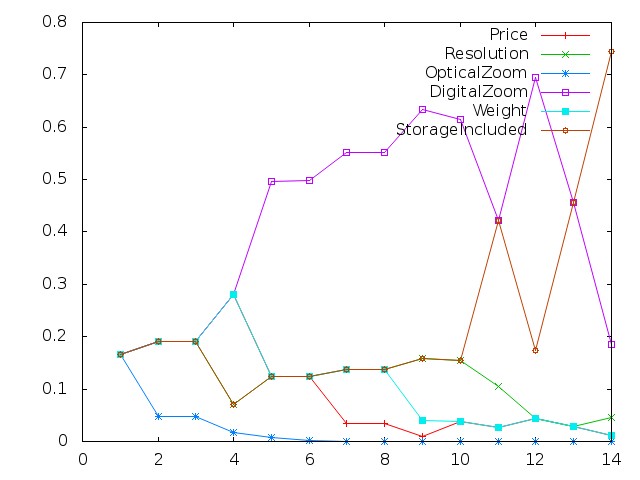 0.8
Price
Resolution
0.7
OpticalZoom
DigitalZoom
Weight
0.6
StorageIncluded
0.5
0.4
0.3
0.2
0.1
0
0 2 4 6 8 10 12 14